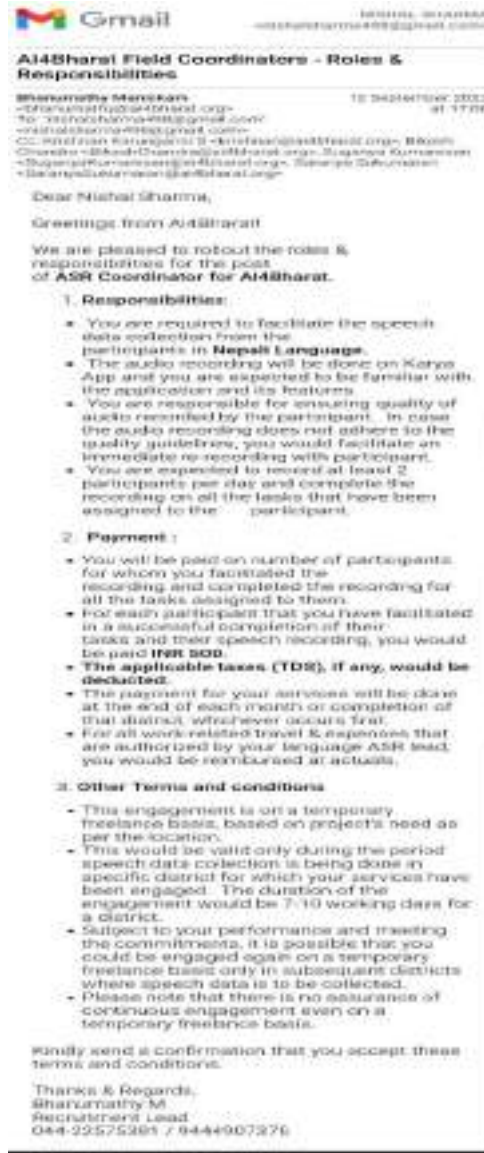 Gmail
AI4Bharat Field Coordinators - Roles &
Responsibilities
12 September
at
To:
Dear Nishal Sharma,
Greetings from AI4Bharat!
We are pleased to rollout the roles &
responsibilities for the post
of ASR Coordinator for AI4Bharat.
1. Responsibilities:
• You are required to facilitate the speech
data collection from the
participants in Nepali Language.
• The audio recording will be done on Karya
App and you are expected to be familiar with
the application and its features.
• You are responsible for ensuring quality of
audio recorded by the participant. In case
the audio recording does not adhere to the
quality guidelines, you would facilitate an
immediate re-recording with participant.
• You are expected to record at least 2
participants per day and complete the
recording on all the tasks that have been
assigned to the participant.
2. Payment :
• You will be paid on number of participants
for whom you facilitated the
recording and completed the recording for
all the tasks assigned to them.
• For each participant that you have facilitated
in a successful completion of their
tasks and their speech recording, you would
be paid INR 500.
• The applicable taxes (TDS), if any, would be
deducted.
• The payment for your services will be done
at the end of each month or completion of
that district, whichever occurs first.
• For all work related travel & expenses that
are authorized by your language ASR lead,
you would be reimbursed at actuals.
3. Other Terms and conditions
• This engagement is on a temporary
freelance basis, based on project's need as
per the location.
• This would be valid only during the period
speech data collection is being done in
specific district for which your services have
been engaged. The duration of the
engagement would be 7-10 working days for
a district.
• Subject to your performance and meeting
the commitments, it is possible that you
could be engaged again on a temporary
freelance basis only in subsequent districts
where speech data is to be collected.
• Please note that there is no assurance of
continuous engagement even on a
temporary freelance basis.
Kindly send a confirmation that you accept these
terms and conditions.
Thanks & Regards,
Bhanumathy M
Recruitment Lead